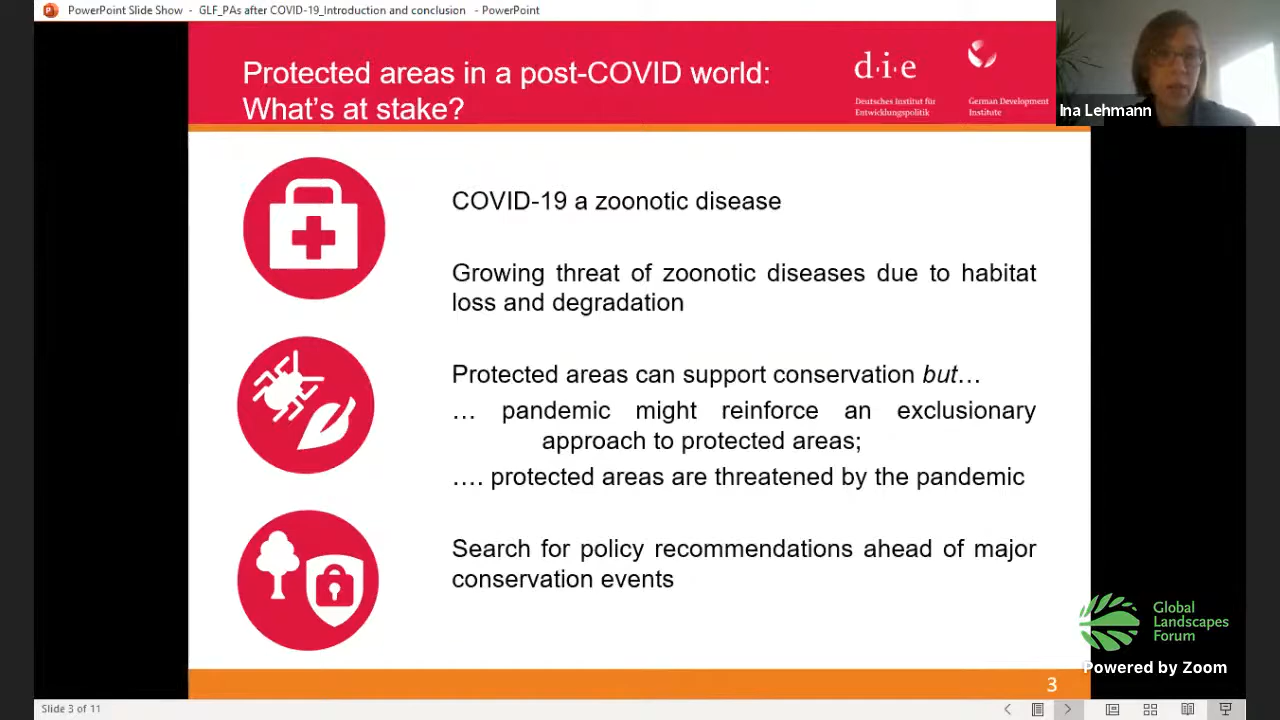 PowerPoint Slide Show - GLF_PAs after COVID-19_Introduction and conclusion - PowerPoint
Protected areas in a post-COVID world:
What's at stake?
d·i·e
Deutsches Institut für
Entwicklungspolitik
German Development
Institute
Ina Lehmann
COVID-19 a zoonotic disease
Growing threat of zoonotic diseases due to habitat
loss and degradation
Protected areas can support conservation but…
… pandemic might reinforce an exclusionary
approach to protected areas;
…. protected areas are threatened by the pandemic
Search for policy recommendations ahead of major
conservation events
Global
Landscapes
Forum
Powered by Zoom
3
Slide 3 of 11